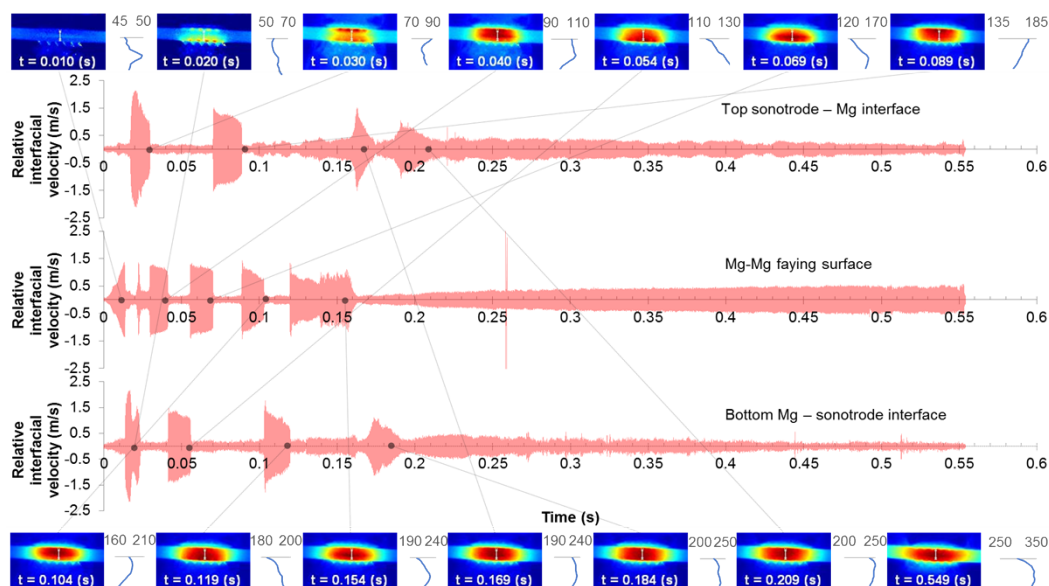 45 50 50 70 70 90 90 110 110 130 120 170 135 185
t = 0.010 (s) t = 0.020 (s) t = 0.030 (s) t = 0.040 (s) t = 0.054 (s) t = 0.069 (s) t = 0.089 (s)
Relative
interfacial
velocity (m/s)
2.5
1.5
0.5
-0.5
-1.5
-2.5
Top sonotrode – Mg interface
0 0.05 0.1 0.15 0.2 0.25 0.3 0.35 0.4 0.45 0.5 0.55 0.6
Relative
interfacial
velocity (m/s)
2.5
1.5
0.5
-0.5
-1.5
-2.5
Mg-Mg faying surface
0 0.05 0.1 0.15 0.2 0.25 0.3 0.35 0.4 0.45 0.5 0.55 0.6
Relative
interfacial
velocity (m/s)
2.5
1.5
0.5
-0.5
-1.5
-2.5
Bottom Mg – sonotrode interface
0 0.05 0.1 0.15 0.2 0.25 0.3 0.35 0.4 0.45 0.5 0.55 0.6
Time (s)
160 210 180 200 190 240 190 240 200 250 200 250 250 350
t = 0.104 (s) t = 0.119 (s) t = 0.154 (s) t = 0.169 (s) t = 0.184 (s) t = 0.209 (s) t = 0.549 (s)